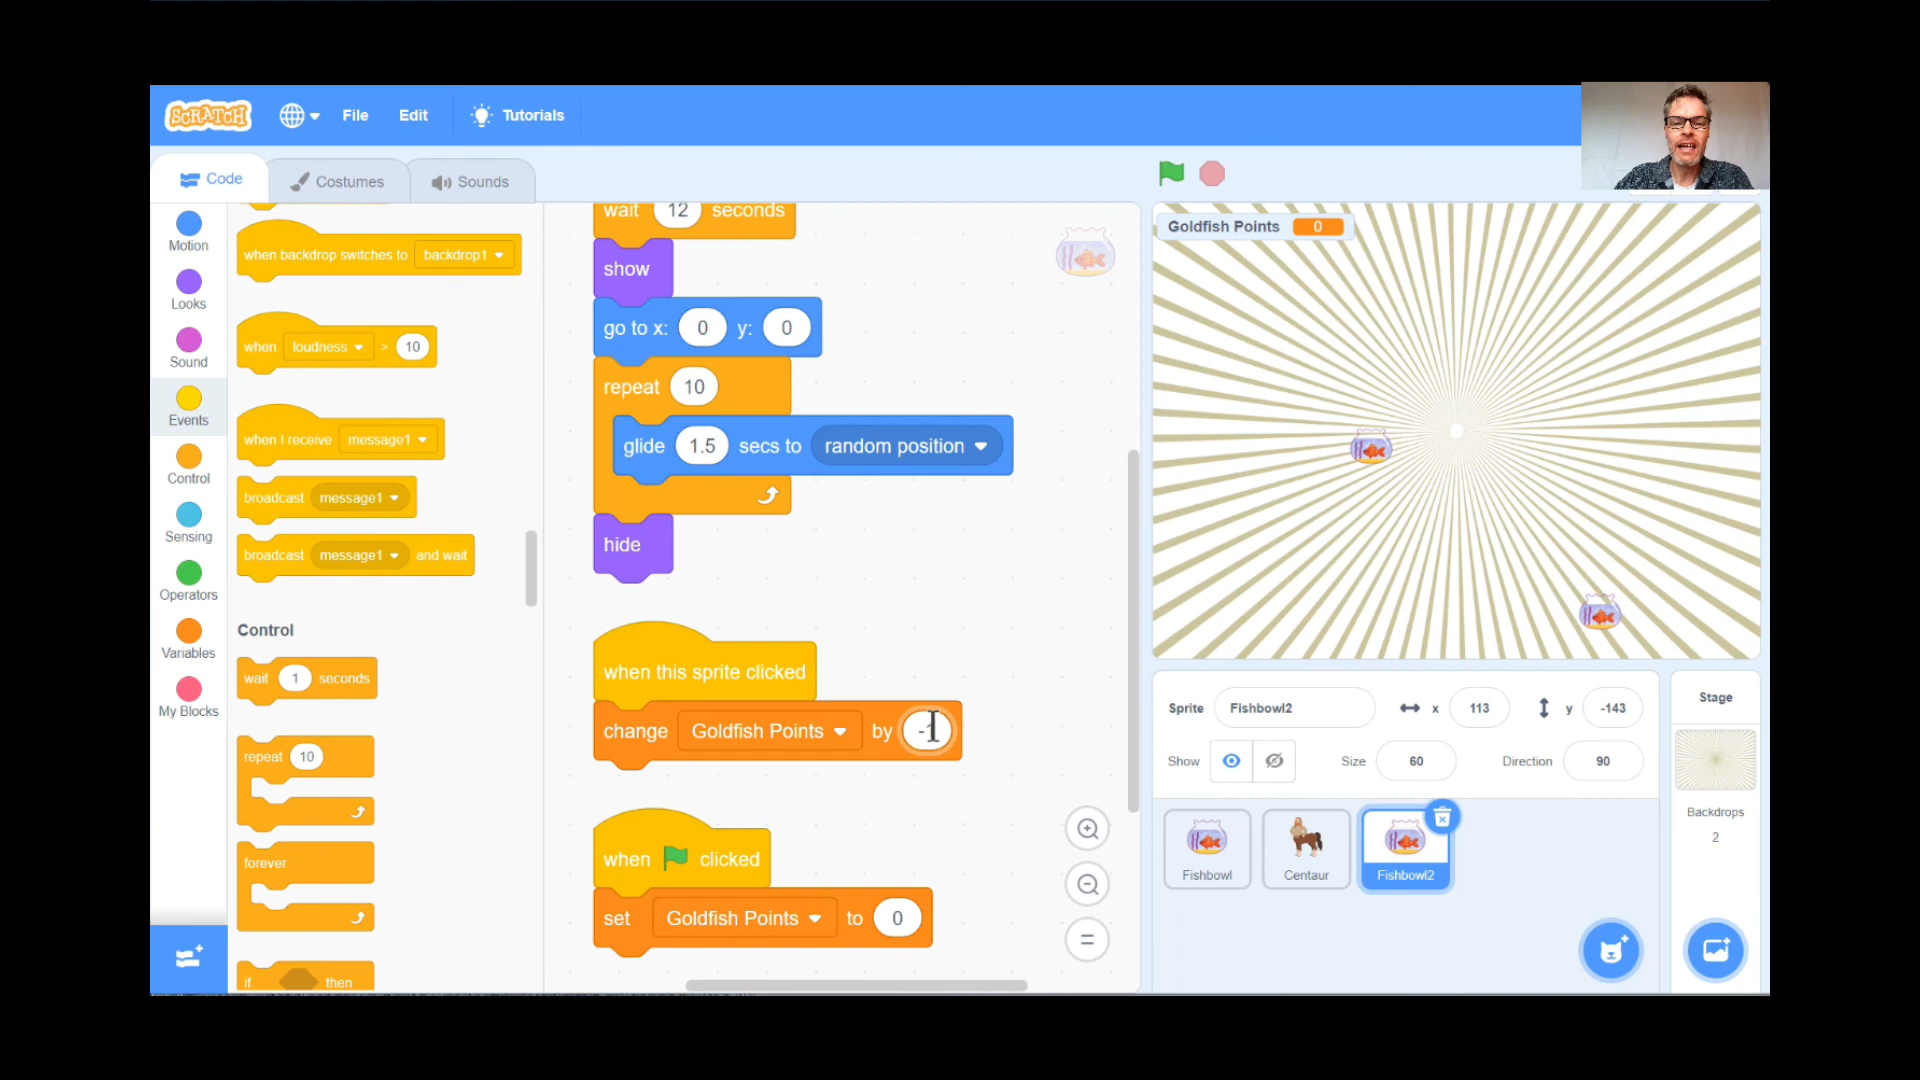 SCRATCH
File
Edit
Tutorials
Code
Costumes
Sounds
Motion
Looks
Sound
Events
Control
Sensing
Operators
Variables
My Blocks
when backdrop switches to backdrop1
when loudness > 10
when I receive message1
broadcast message1
broadcast message1 and wait
Control
wait 1 seconds
repeat 10
forever
if then
wait 12 seconds
show
go to x: 0 y: 0
repeat 10
glide 1.5 secs to random position
hide
when this sprite clicked
change Goldfish Points by -1
when clicked
set Goldfish Points to 0
Goldfish Points 0
Sprite Fishbowl2 x 113 y -143
Show Size 60 Direction 90
Fishbowl
Centaur
Fishbowl2
Stage
Backdrops
2